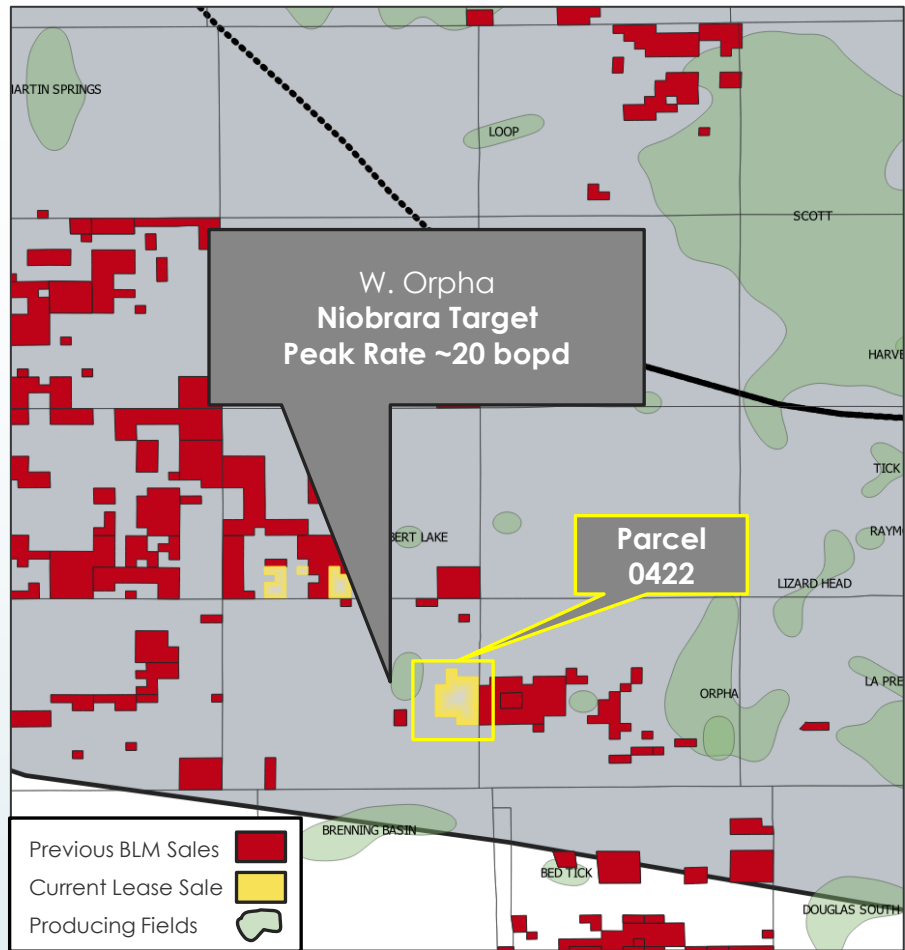 ARTIN SPRINGS
LOOP
SCOTT
W. Orpha
Niobrara Target
Peak Rate ~20 bopd
HARVE
TICK
BERT LAKE
RAYM
Parcel
0422
LIZARD HEAD
LA PRE
ORPHA
BRENNING BASIN
BED TICK
DOUGLAS SOUTH
Previous BLM Sales
Current Lease Sale
Producing Fields